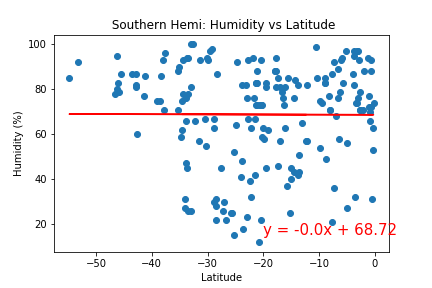 Southern Hemi: Humidity vs Latitude
100
80
60
40
20
Humidity (%)
y = -0.0x + 68.72
−50
−40
−30
−20
−10
0
Latitude